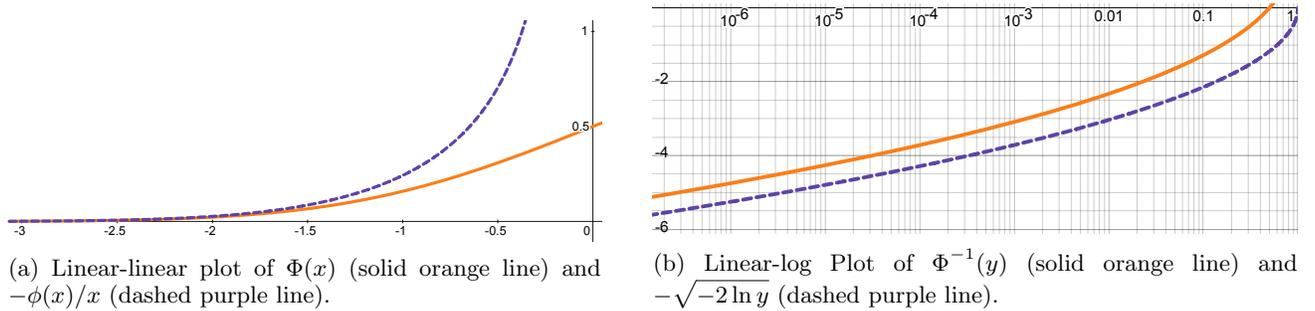 1
0.5
-3 -2.5 -2 -1.5 -1 -0.5 0
(a) Linear-linear plot of Φ(x) (solid orange line) and
−ϕ(x)/x (dashed purple line).
10⁻⁶ 10⁻⁵ 10⁻⁴ 10⁻³ 0.01 0.1 1
-2
-4
-6
(b) Linear-log Plot of Φ⁻¹(y) (solid orange line) and
−√(−2 ln y) (dashed purple line).